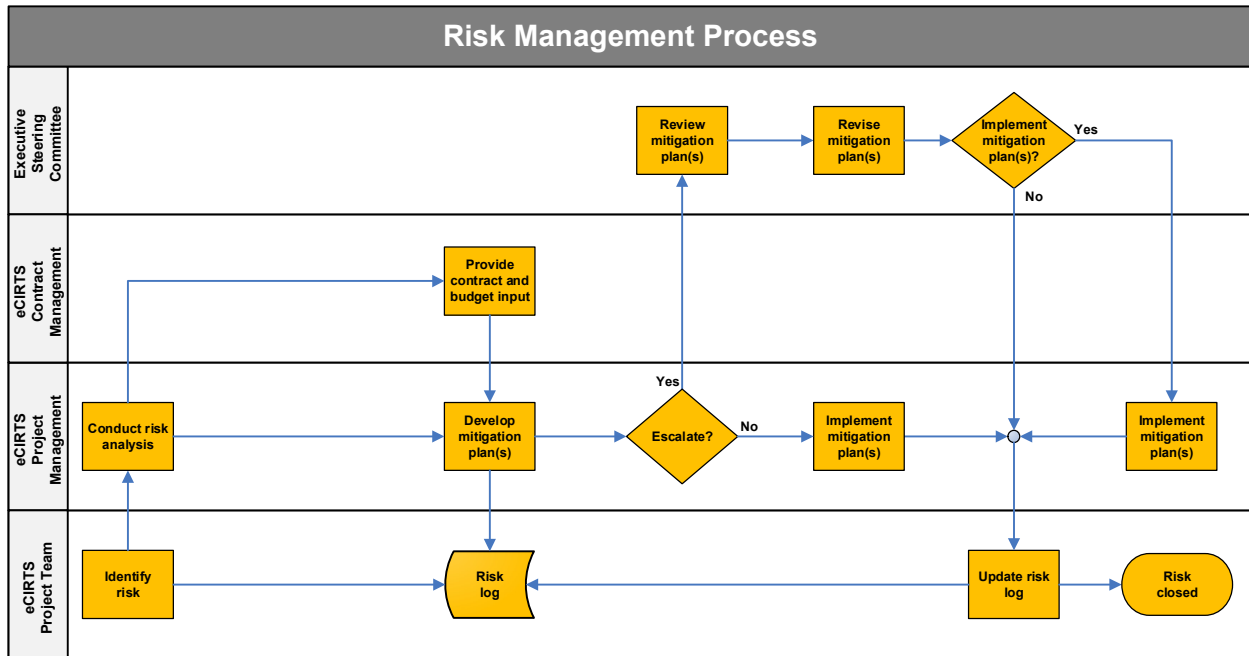 Risk Management Process
Executive
Steering
Committee
Review
mitigation
plan(s)
Revise
mitigation
plan(s)
Implement
mitigation
plan(s)?
Yes
No
eCIRTS
Contract
Management
Provide
contract and
budget input
eCIRTS
Project
Management
Conduct risk
analysis
Develop
mitigation
plan(s)
Yes
Escalate?
No
Implement
mitigation
plan(s)
Implement
mitigation
plan(s)
eCIRTS
Project Team
Identify
risk
Risk
log
Update risk
log
Risk
closed